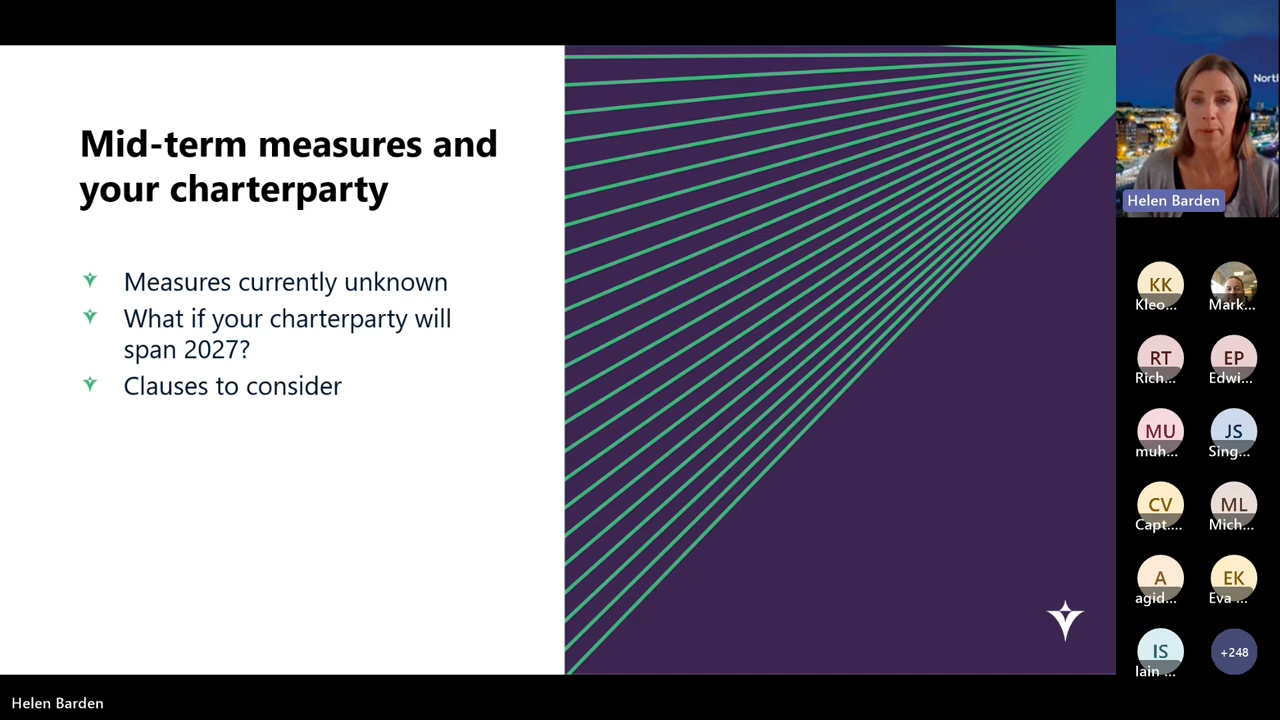 Mid-term measures and
your charterparty
Measures currently unknown
What if your charterparty will
span 2027?
Clauses to consider
North
Helen Barden
KK
Kleo...
Mark...
RT
Rich...
EP
Edwi...
MU
muh...
JS
Sing...
CV
Capt....
ML
Mich...
A
agid...
EK
Eva ...
IS
Iain ...
+248
Helen Barden